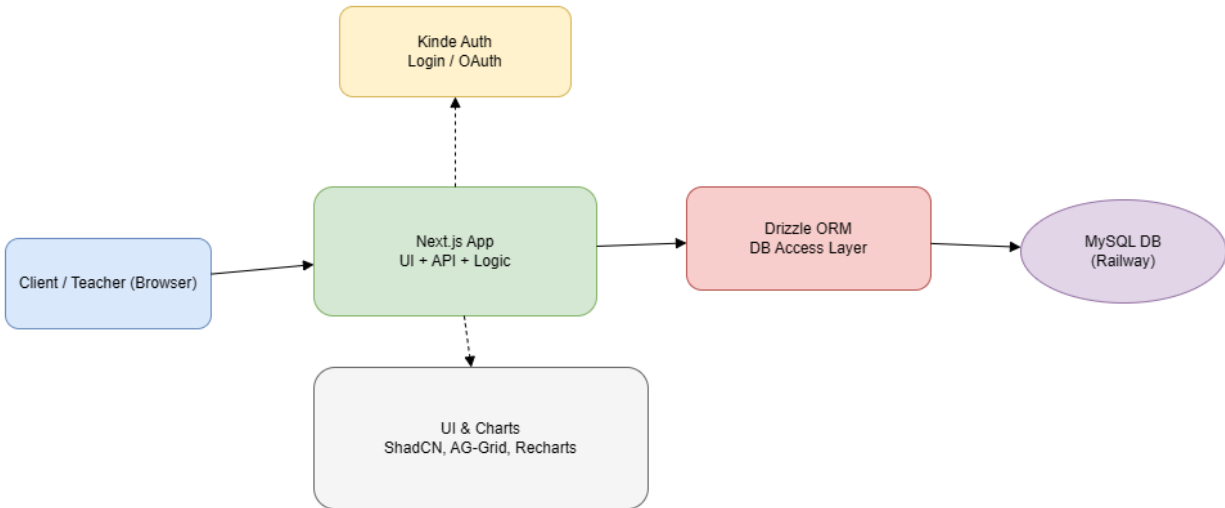 Kinde Auth
Login / OAuth
Next.js App
UI + API + Logic
Drizzle ORM
DB Access Layer
MySQL DB
(Railway)
Client / Teacher (Browser)
UI & Charts
ShadCN, AG-Grid, Recharts